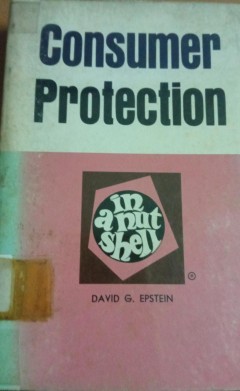 Consumer
Protection
in
a nut
shell
®
DAVID G. EPSTEIN